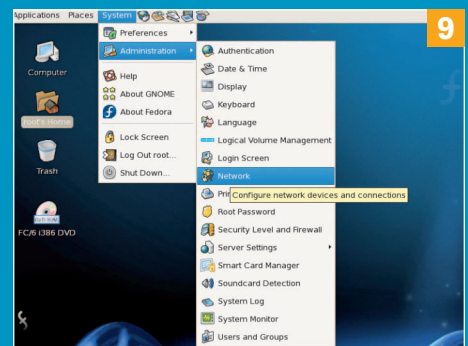 Applications Places System
9
Preferences
Administration
Help
About GNOME
About Fedora
Lock Screen
Log Out root...
Shut Down...
Computer
root's Home
Trash
FC/6 i386 DVD
Authentication
Date & Time
Display
Keyboard
Language
Logical Volume Management
Login Screen
Network
Configure network devices and connections
Root Password
Security Level and Firewall
Server Settings
Smart Card Manager
Soundcard Detection
System Log
System Monitor
Users and Groups